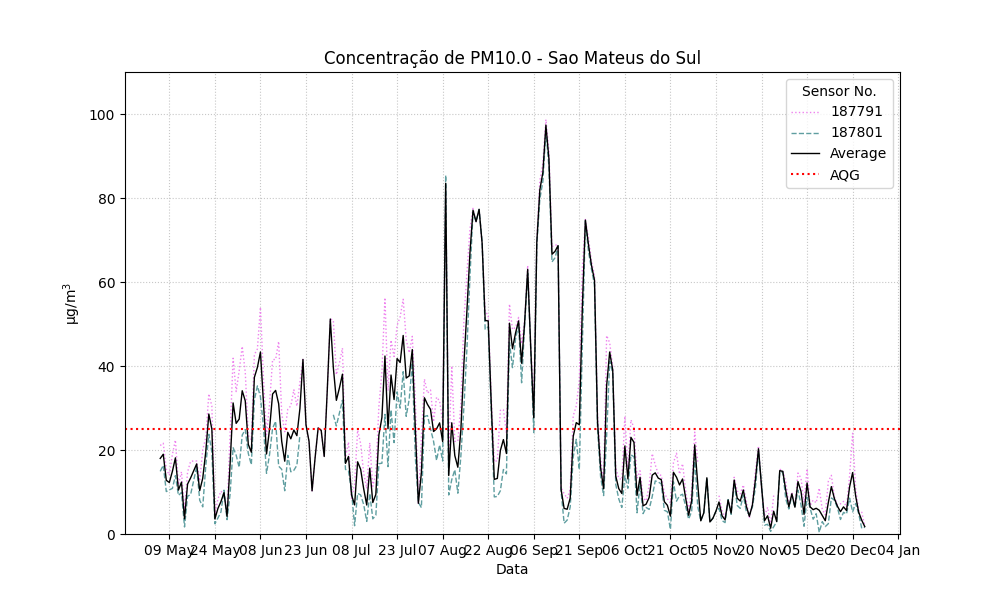 Concentração de PM10.0 - Sao Mateus do Sul
Sensor No.
187791
187801
Average
AQG
µg/m³
100
80
60
40
20
0
09 May 24 May 08 Jun 23 Jun 08 Jul 23 Jul 07 Aug 22 Aug 06 Sep 21 Sep 06 Oct 21 Oct 05 Nov 20 Nov 05 Dec 20 Dec 04 Jan
Data